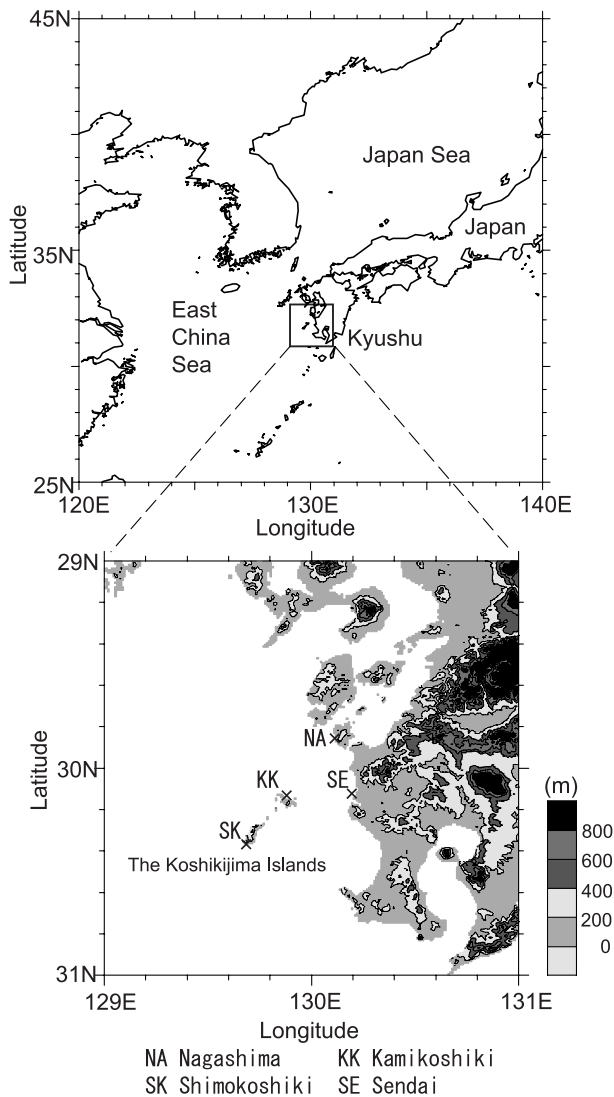 45N
Japan Sea
Latitude
35N
Japan
East
China
Sea
Kyushu
25N
120E
130E
140E
Longitude
29N
NA
Latitude
30N
KK
SE
(m)
SK
800
600
400
200
0
The Koshikijima Islands
31N
129E
130E
131E
Longitude
NA Nagashima KK Kamikoshiki
SK Shimokoshiki SE Sendai